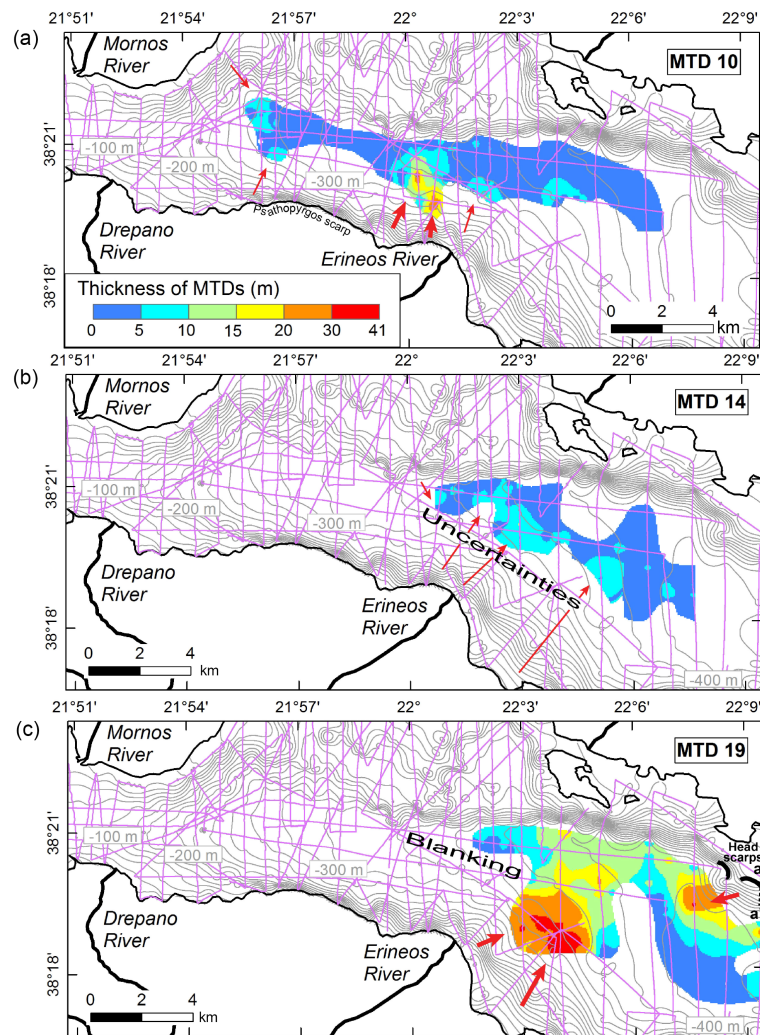 21°51' 21°54' 21°57' 22° 22°3' 22°6' 22°9'
(a)
Mornos
River
MTD 10
38°21'
-100 m
-200 m
-300 m
Psathopyrgos scarp
Drepano
River
Erineos River
38°18'
Thickness of MTDs (m)
0 5 10 15 20 30 41
0 2 4
km
21°51' 21°54' 21°57' 22° 22°3' 22°6' 22°9'
(b)
Mornos
River
MTD 14
38°21'
-100 m
-200 m
-300 m
Uncertainties
Drepano
River
Erineos
River
38°18'
0 2 4
km
-400 m
21°51' 21°54' 21°57' 22° 22°3' 22°6' 22°9'
(c)
Mornos
River
MTD 19
38°21'
-100 m
-200 m
-300 m
Blanking
Head
scarps
a
a
Drepano
River
Erineos
River
38°18'
0 2 4
km
-400 m